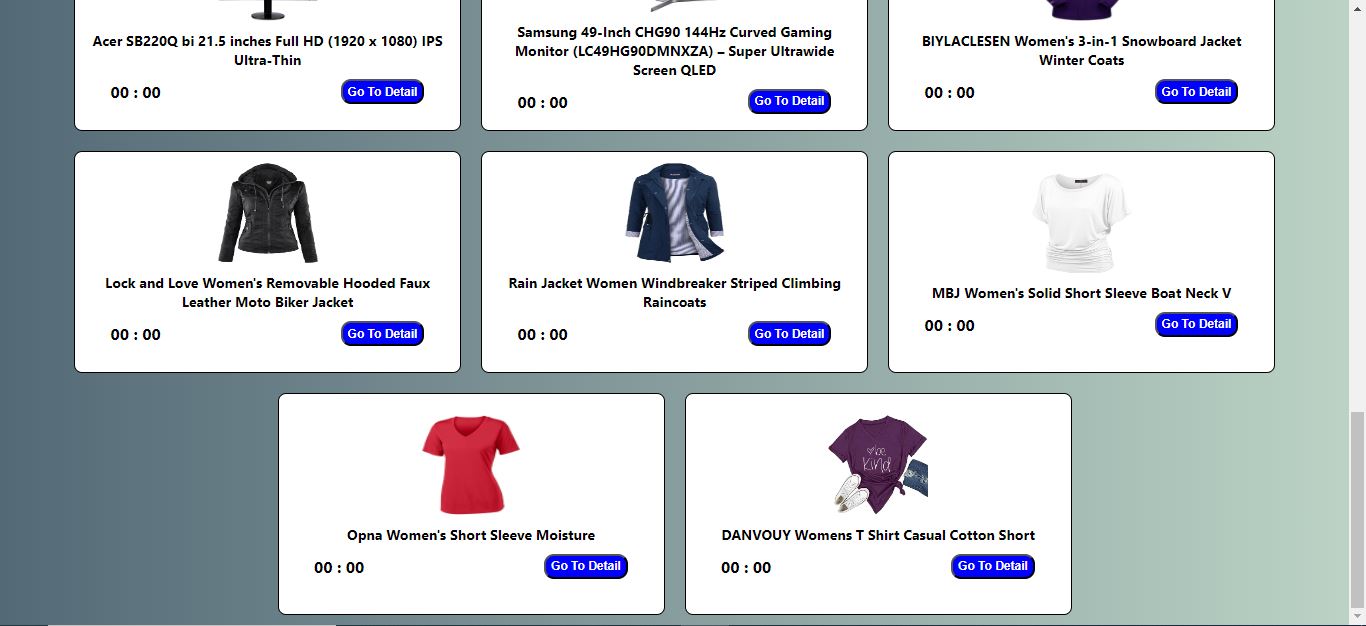 Acer SB220Q bi 21.5 inches Full HD (1920 x 1080) IPS
Ultra-Thin
00 : 00
Go To Detail
Samsung 49-Inch CHG90 144Hz Curved Gaming
Monitor (LC49HG90DMNXZA) – Super Ultrawide
Screen QLED
00 : 00
Go To Detail
BIYLACLESEN Women's 3-in-1 Snowboard Jacket
Winter Coats
00 : 00
Go To Detail
Lock and Love Women's Removable Hooded Faux
Leather Moto Biker Jacket
00 : 00
Go To Detail
Rain Jacket Women Windbreaker Striped Climbing
Raincoats
00 : 00
Go To Detail
MBJ Women's Solid Short Sleeve Boat Neck V
00 : 00
Go To Detail
Opna Women's Short Sleeve Moisture
00 : 00
Go To Detail
be
kind
DANVOUY Womens T Shirt Casual Cotton Short
00 : 00
Go To Detail